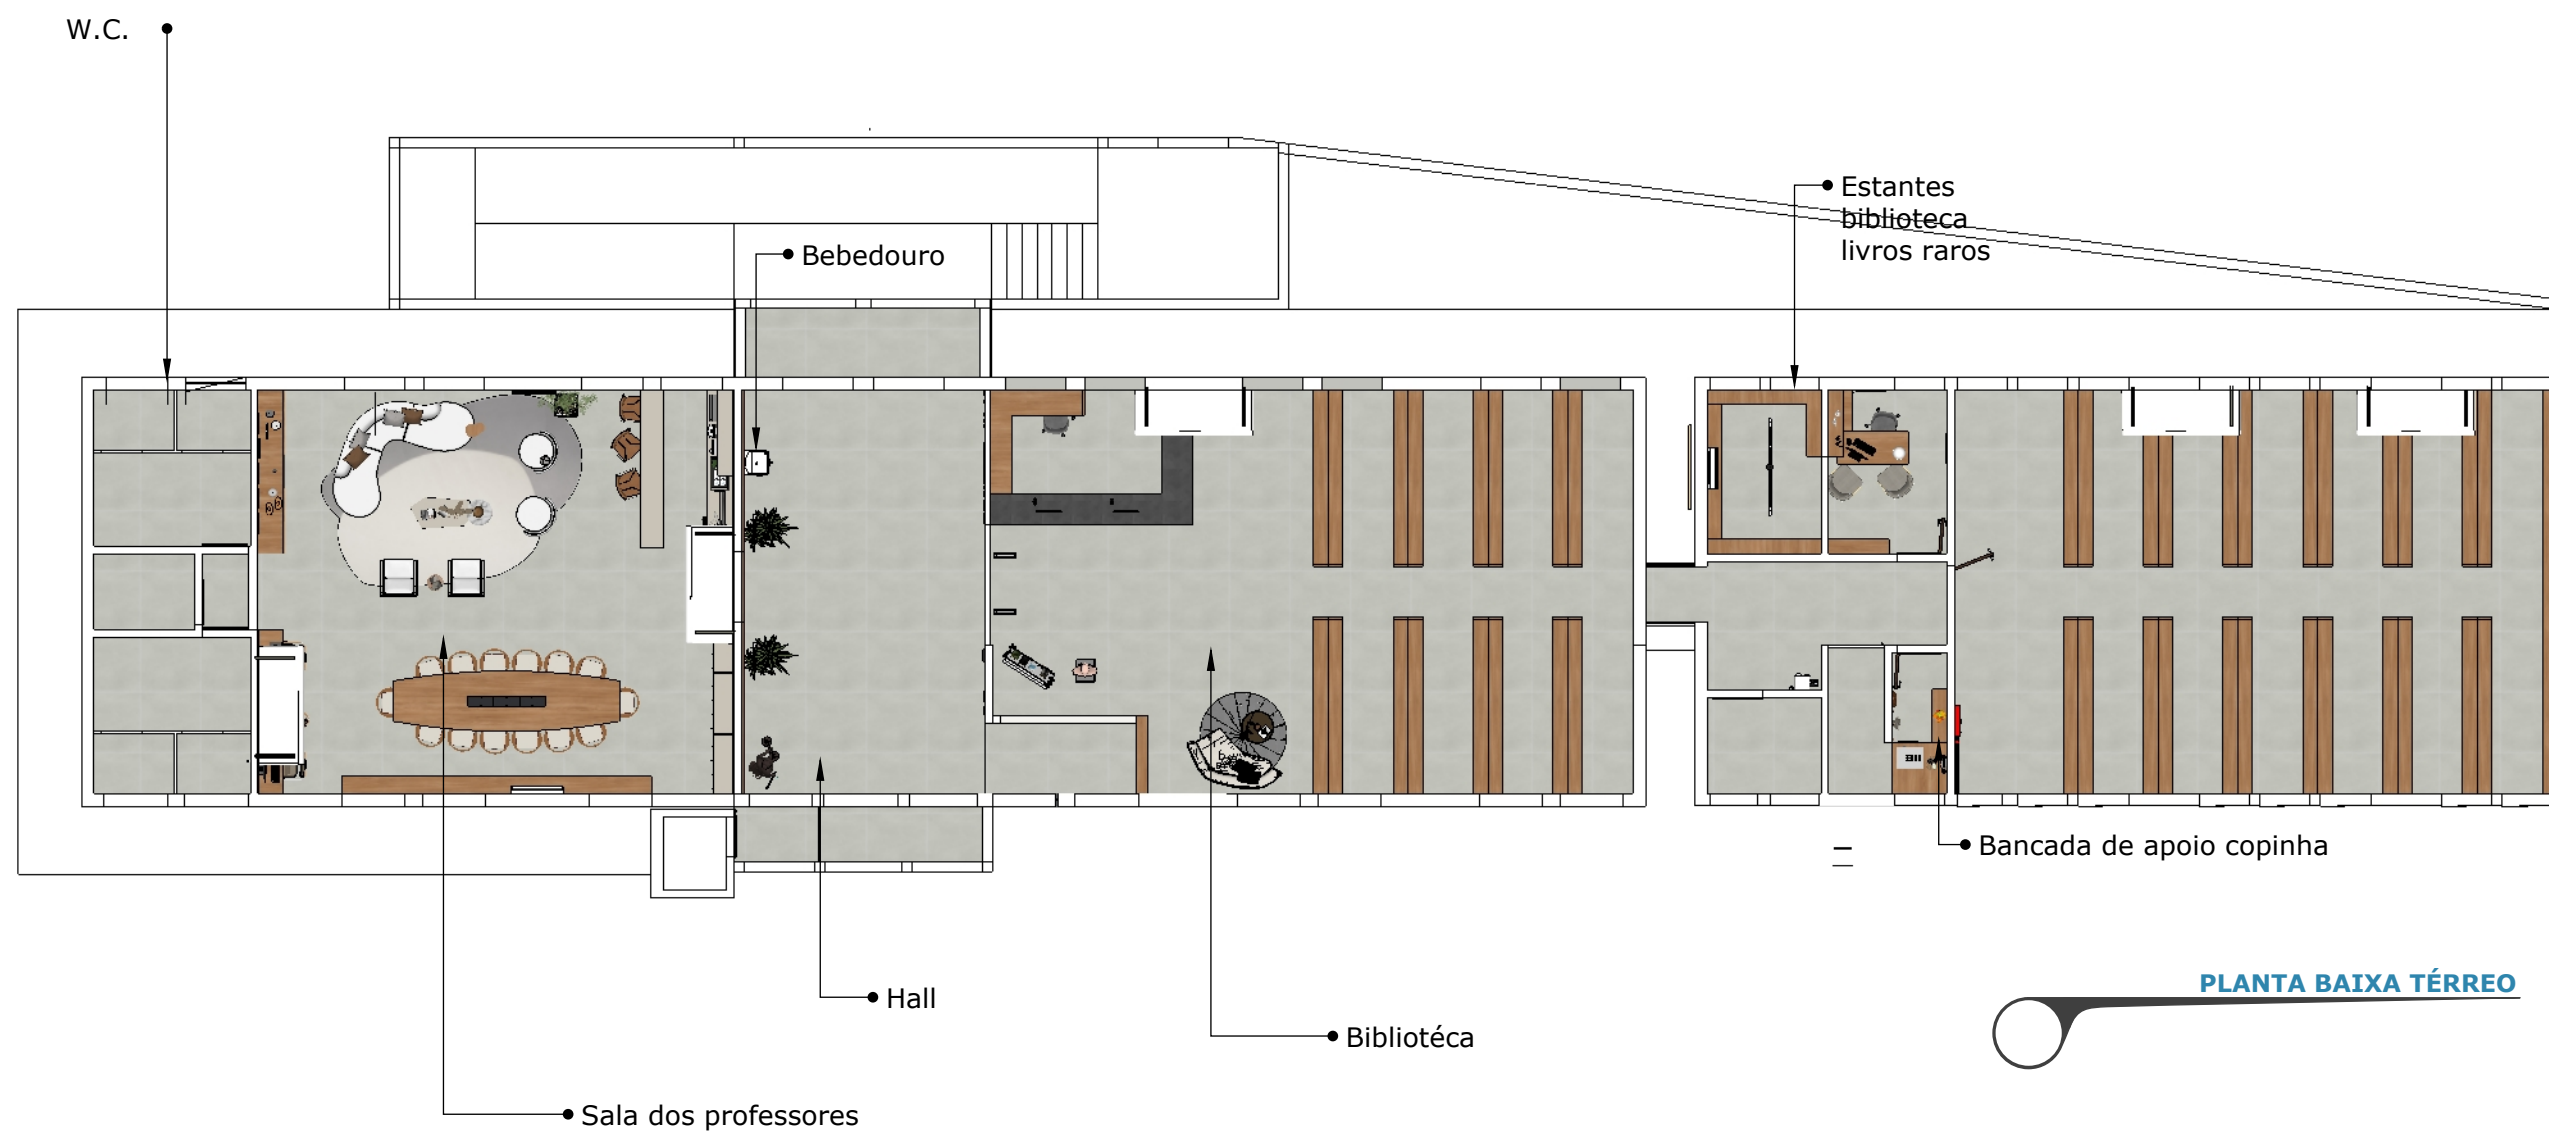 W.C.
Estantes
biblioteca
livros raros
Bebedouro
Bancada de apoio copinha
PLANTA BAIXA TÉRREO
Hall
Bibliotéca
Sala dos professores